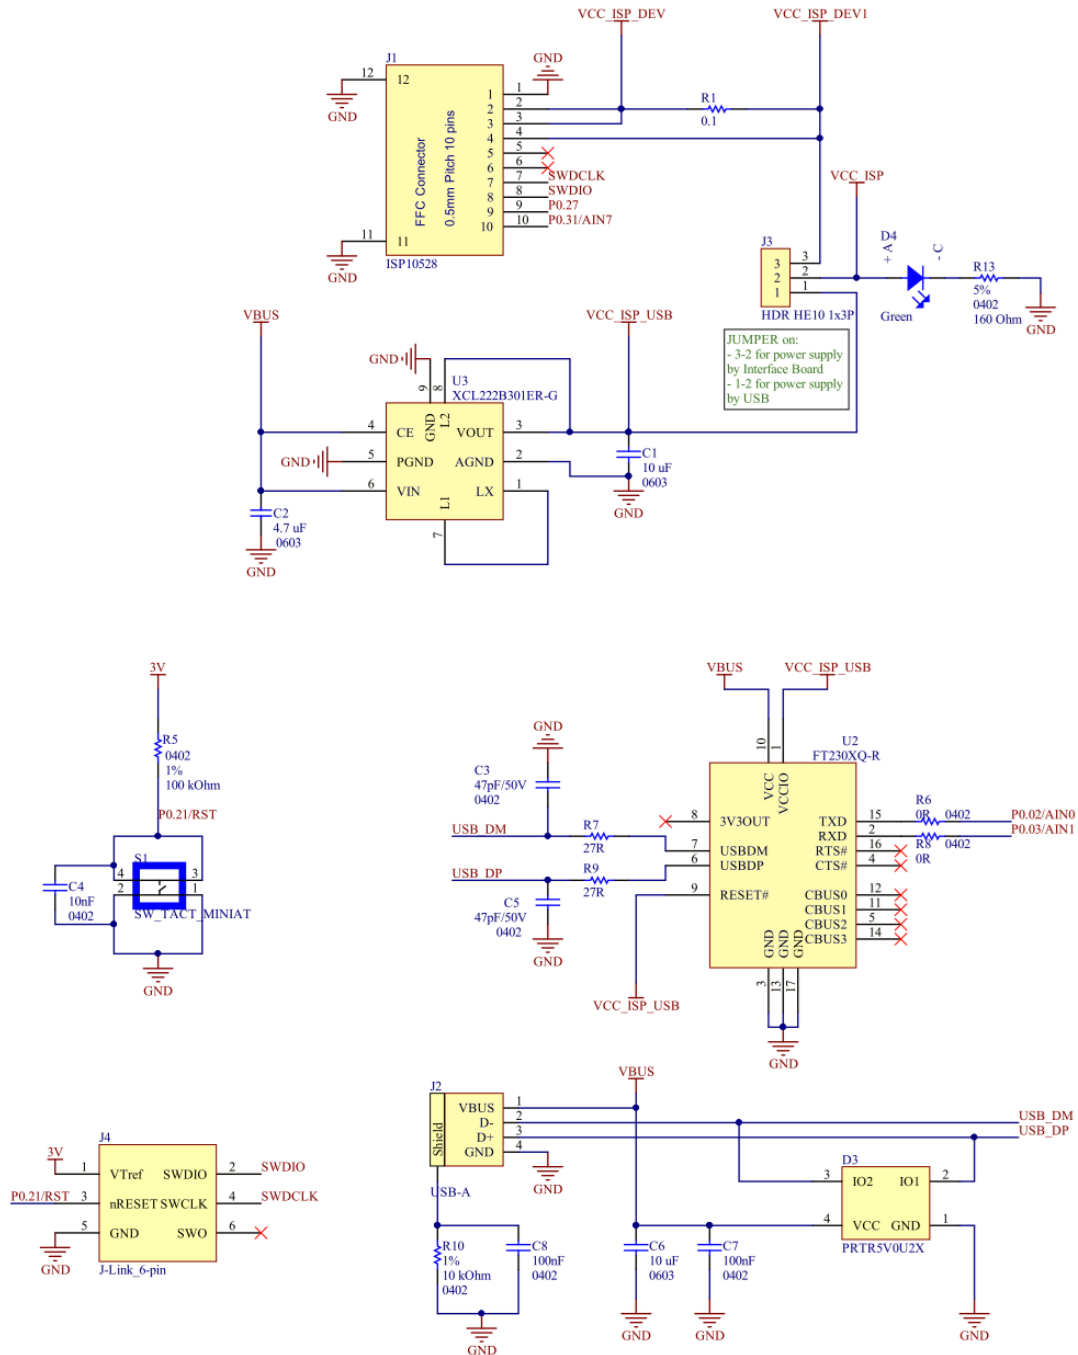 VCC_ISP_DEV
VCC_ISP_DEV1
J1
GND
12
12
GND
1
1
2
2
3
3
4
4
5
5
6
6
7
7
SWDCLK
8
8
SWDIO
9
9
P0.27
10
10
P0.31/AIN7
FFC Connector
0.5mm Pitch 10 pins
11
11
GND
ISP10528
R1
0.1
VCC_ISP
J3
3
3
2
2
1
1
HDR HE10 1x3P
D4
+ A
- C
Green
R13
5%
0402
160 Ohm
GND
JUMPER on:
- 3-2 for power supply
by Interface Board
- 1-2 for power supply
by USB
VBUS
VCC_ISP_USB
GND
9
8
U3
XCL222B301ER-G
GND
L2
4
CE
VOUT
3
GND
5
PGND
AGND
2
6
VIN
LX
1
L1
7
C1
10 uF
0603
GND
C2
4.7 uF
0603
GND
3V
R5
0402
1%
100 kOhm
P0.21/RST
S1
4
3
2
1
SW_TACT_MINIAT
C4
10nF
0402
GND
VBUS
VCC_ISP_USB
GND
C3
47pF/50V
0402
USB_DM
R7
27R
USB_DP
R9
27R
C5
47pF/50V
0402
GND
VCC_ISP_USB
10
1
U2
FT230XQ-R
VCC
VCCIO
8
3V3OUT
7
USBDM
6
USBDP
9
RESET#
TXD
15
RXD
2
RTS#
16
CTS#
4
CBUS0
12
CBUS1
11
CBUS2
5
CBUS3
14
GND
GND
GND
3
13
17
GND
R6
0R
0402
P0.02/AIN0
R8
0R
0402
P0.03/AIN1
J4
3V
1
VTref
SWDIO
2
SWDIO
P0.21/RST
3
nRESET
SWCLK
4
SWDCLK
5
GND
SWO
6
GND
J-Link_6-pin
J2
VBUS
Shield
VBUS
1
D-
2
D+
3
GND
4
GND
USB-A
USB_DM
USB_DP
R10
1%
10 kOhm
0402
C8
100nF
0402
GND
C6
10 uF
0603
GND
C7
100nF
0402
GND
D3
3
IO2
IO1
2
4
VCC
GND
1
PRTR5V0U2X
GND